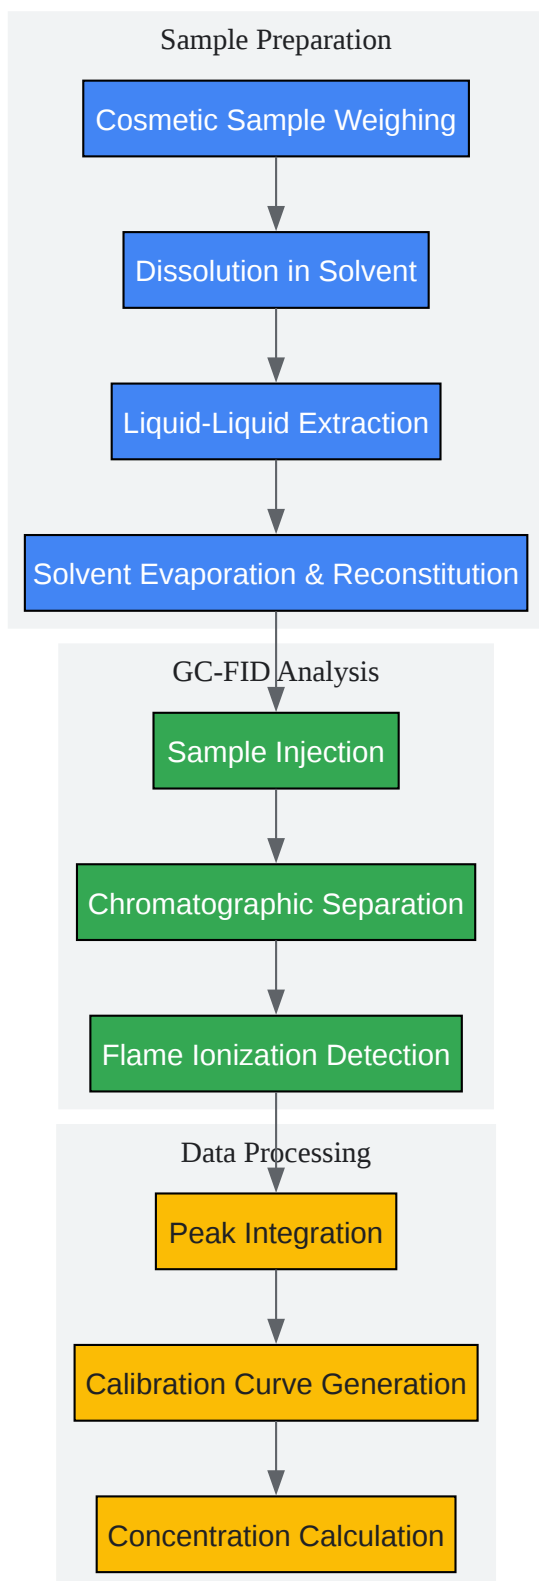 Sample Preparation
Cosmetic Sample Weighing
Dissolution in Solvent
Liquid-Liquid Extraction
Solvent Evaporation & Reconstitution
GC-FID Analysis
Sample Injection
Chromatographic Separation
Flame Ionization Detection
Data Processing
Peak Integration
Calibration Curve Generation
Concentration Calculation